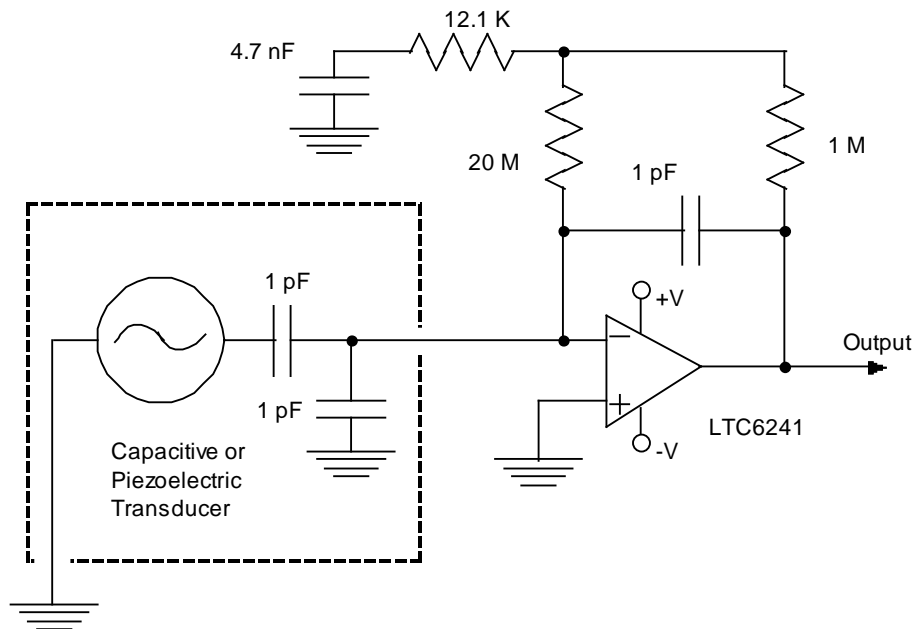 12.1 K
4.7 nF
20 M
1 M
1 pF
1 pF
+V
Output
1 pF
LTC6241
-V
Capacitive or
Piezoelectric
Transducer